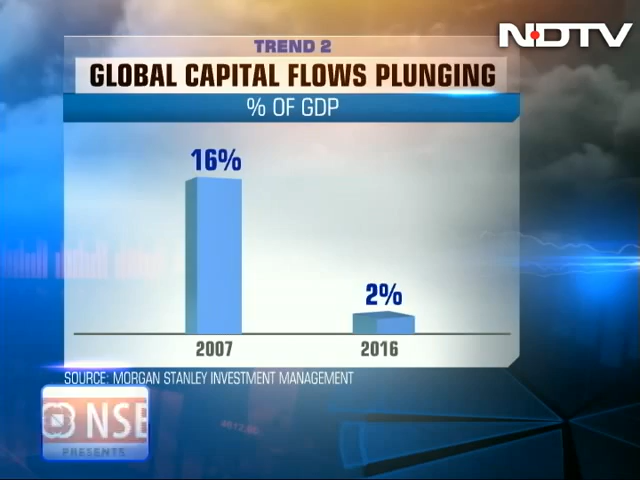 TREND 2
NDTV
GLOBAL CAPITAL FLOWS PLUNGING
% OF GDP
16%
2%
2007
2016
SOURCE: MORGAN STANLEY INVESTMENT MANAGEMENT
NSE
PRESENTS